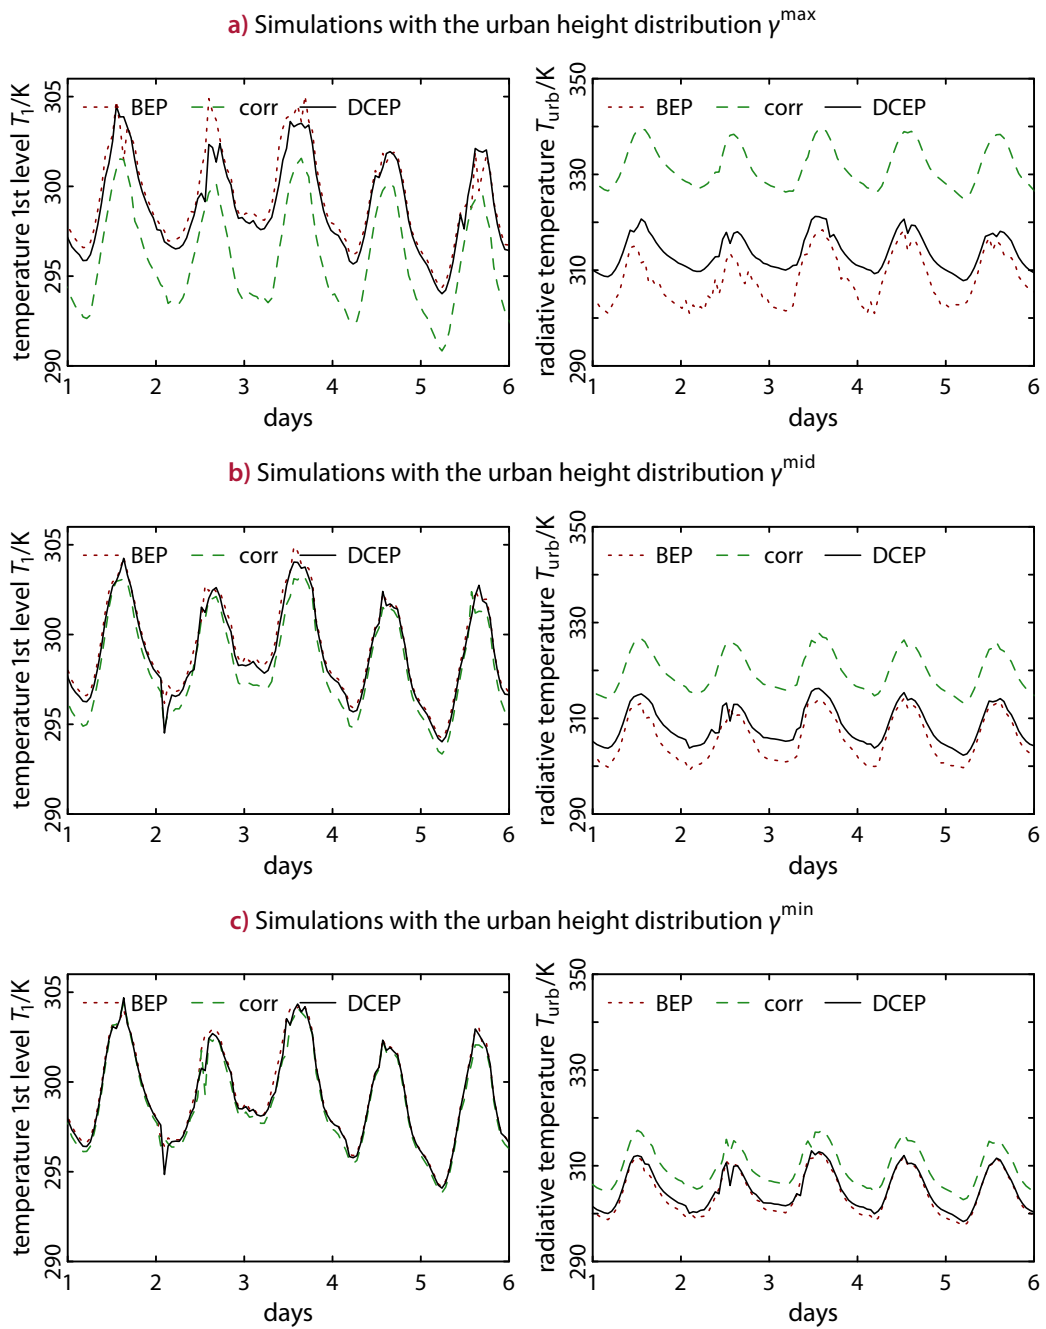 a) Simulations with the urban height distribution γmax
temperature 1st level T1/K
290 295 300 305
BEP corr DCEP
1 2 3 4 5 6
days
radiative temperature Turb/K
290 310 330 350
BEP corr DCEP
1 2 3 4 5 6
days
b) Simulations with the urban height distribution γmid
temperature 1st level T1/K
290 295 300 305
BEP corr DCEP
1 2 3 4 5 6
days
radiative temperature Turb/K
290 310 330 350
BEP corr DCEP
1 2 3 4 5 6
days
c) Simulations with the urban height distribution γmin
temperature 1st level T1/K
290 295 300 305
BEP corr DCEP
1 2 3 4 5 6
days
radiative temperature Turb/K
290 310 330 350
BEP corr DCEP
1 2 3 4 5 6
days